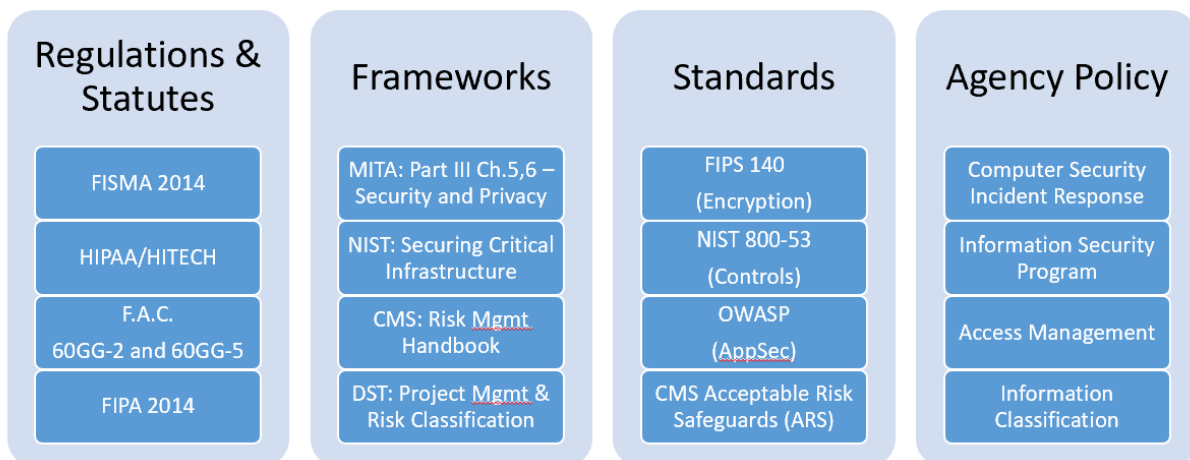 Regulations &
Statutes
FISMA 2014
HIPAA/HITECH
F.A.C.
60GG-2 and 60GG-5
FIPA 2014
Frameworks
MITA: Part III Ch.5,6 –
Security and Privacy
NIST: Securing Critical
Infrastructure
CMS: Risk Mgmt
Handbook
DST: Project Mgmt &
Risk Classification
Standards
FIPS 140
(Encryption)
NIST 800-53
(Controls)
OWASP
(AppSec)
CMS Acceptable Risk
Safeguards (ARS)
Agency Policy
Computer Security
Incident Response
Information Security
Program
Access Management
Information
Classification